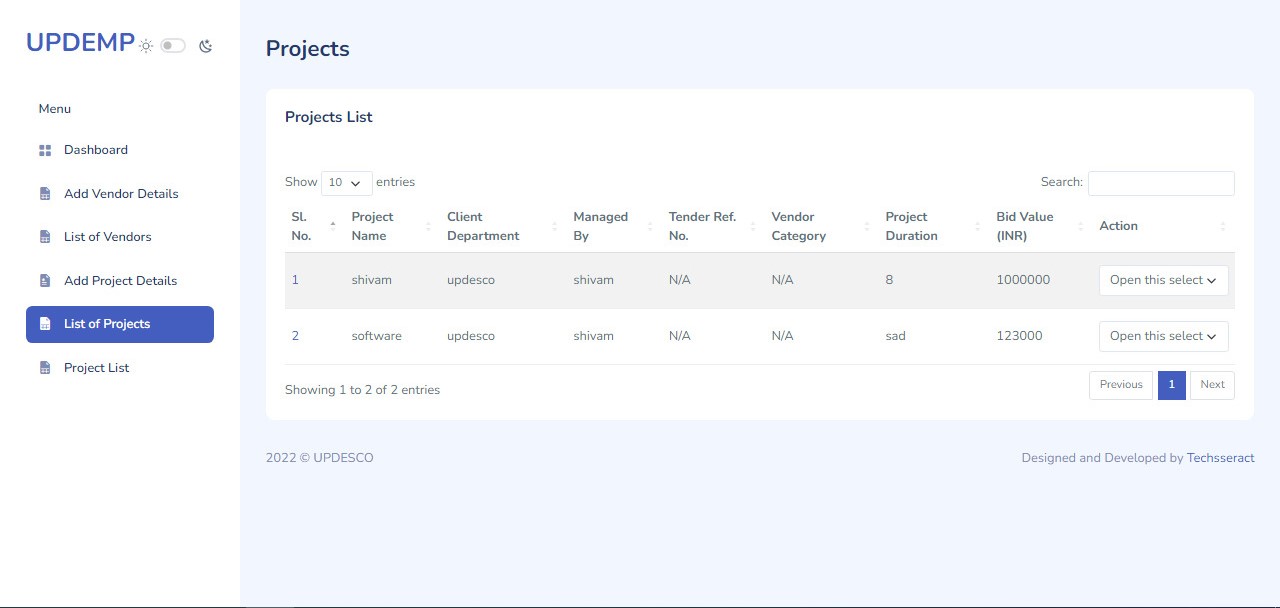 UPDEMP
Menu
Dashboard
Add Vendor Details
List of Vendors
Add Project Details
List of Projects
Project List
Projects
Projects List
Show 10 entries
Search:
Sl. No. Project Name Client Department Managed By Tender Ref. No. Vendor Category Project Duration Bid Value (INR) Action
1 shivam updesco shivam N/A N/A 8 1000000 Open this select
2 software updesco shivam N/A N/A sad 123000 Open this select
Showing 1 to 2 of 2 entries
Previous 1 Next
2022 © UPDESCO
Designed and Developed by Techsseract